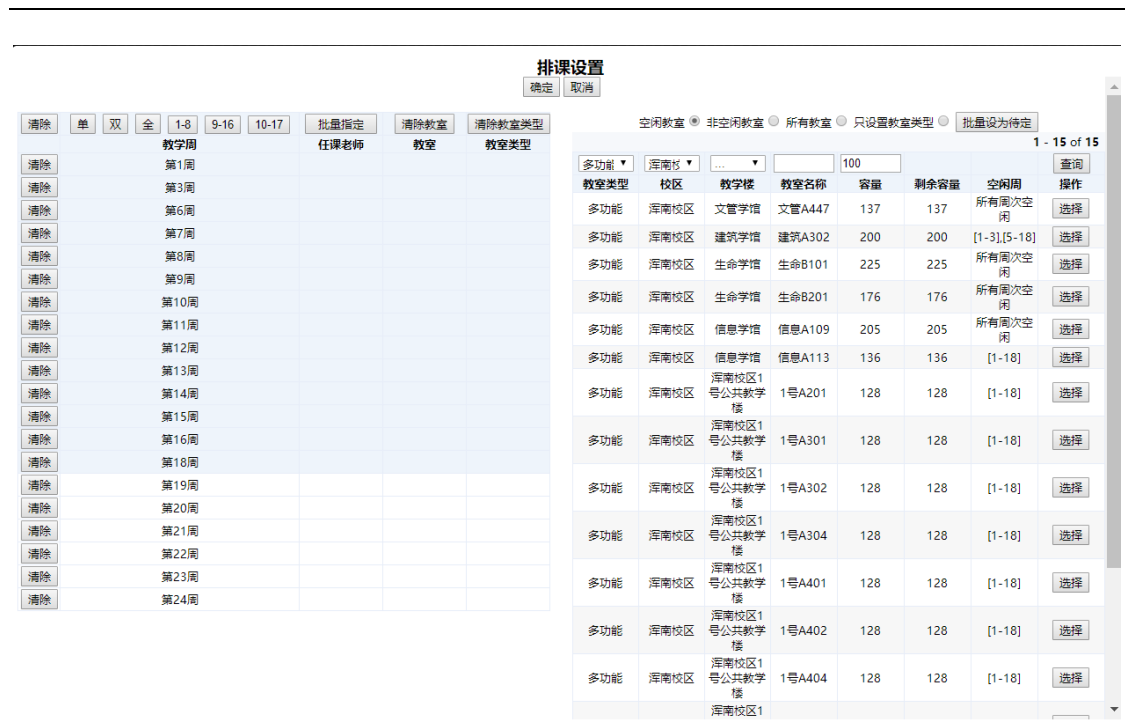 排课设置
确定 取消
清除 单 双 全 1-8 9-16 10-17 批量指定 清除教室 清除教室类型
教学周 任课老师 教室 教室类型
清除 第1周
清除 第3周
清除 第6周
清除 第7周
清除 第8周
清除 第9周
清除 第10周
清除 第11周
清除 第12周
清除 第13周
清除 第14周
清除 第15周
清除 第16周
清除 第18周
清除 第19周
清除 第20周
清除 第21周
清除 第22周
清除 第23周
清除 第24周
空闲教室 非空闲教室 所有教室 只设置教室类型 批量设为待定
1 - 15 of 15
多功能 浑南校 ... 100 查询
教室类型 校区 教学楼 教室名称 容量 剩余容量 空闲周 操作
多功能 浑南校区 文管学馆 文管A447 137 137 所有周次空闲 选择
多功能 浑南校区 建筑学馆 建筑A302 200 200 [1-3],[5-18] 选择
多功能 浑南校区 生命学馆 生命B101 225 225 所有周次空闲 选择
多功能 浑南校区 生命学馆 生命B201 176 176 所有周次空闲 选择
多功能 浑南校区 信息学馆 信息A109 205 205 所有周次空闲 选择
多功能 浑南校区 信息学馆 信息A113 136 136 [1-18] 选择
多功能 浑南校区 浑南校区1号公共教学楼 1号A201 128 128 [1-18] 选择
多功能 浑南校区 浑南校区1号公共教学楼 1号A301 128 128 [1-18] 选择
多功能 浑南校区 浑南校区1号公共教学楼 1号A302 128 128 [1-18] 选择
多功能 浑南校区 浑南校区1号公共教学楼 1号A304 128 128 [1-18] 选择
多功能 浑南校区 浑南校区1号公共教学楼 1号A401 128 128 [1-18] 选择
多功能 浑南校区 浑南校区1号公共教学楼 1号A402 128 128 [1-18] 选择
多功能 浑南校区 浑南校区1号公共教学楼 1号A404 128 128 [1-18] 选择
浑南校区1